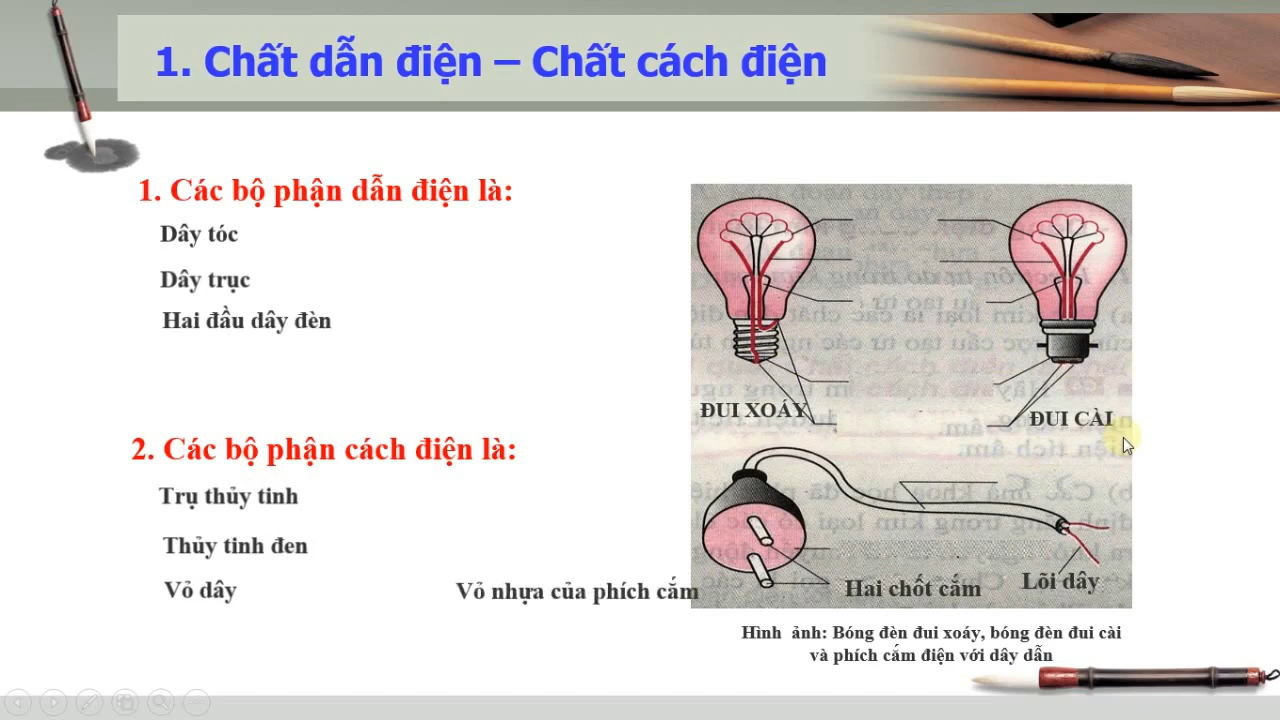 1. Chất dẫn điện – Chất cách điện
1. Các bộ phận dẫn điện là:
Dây tóc
Dây trục
Hai đầu dây đèn
ĐUI XOÁY
ĐUI CÀI
2. Các bộ phận cách điện là:
Trụ thủy tinh
Thủy tinh đen
Vỏ dây
Vỏ nhựa của phích cắm
Hai chốt cắm
Lõi dây
Hình ảnh: Bóng đèn đui xoáy, bóng đèn đui cài
và phích cắm điện với dây dẫn